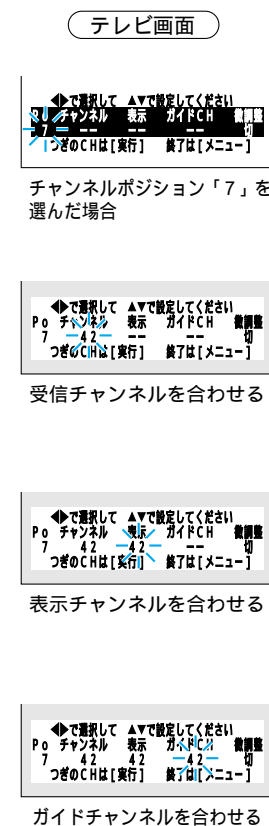 テレビ画面
◀▶で選択して ▲▼で設定してください
Po チャンネル 表示 ガイドCH 微調整
7 -- -- -- 切
つぎのCHは[実行] 終了は[メニュー]
チャンネルポジション「7」を
選んだ場合
◀▶で選択して ▲▼で設定してください
Po チャンネル 表示 ガイドCH 微調整
7 42 -- -- 切
つぎのCHは[実行] 終了は[メニュー]
受信チャンネルを合わせる
◀▶で選択して ▲▼で設定してください
Po チャンネル 表示 ガイドCH 微調整
7 42 42 -- 切
つぎのCHは[実行] 終了は[メニュー]
表示チャンネルを合わせる
◀▶で選択して ▲▼で設定してください
Po チャンネル 表示 ガイドCH 微調整
7 42 42 42 切
つぎのCHは[実行] 終了は[メニュー]
ガイドチャンネルを合わせる